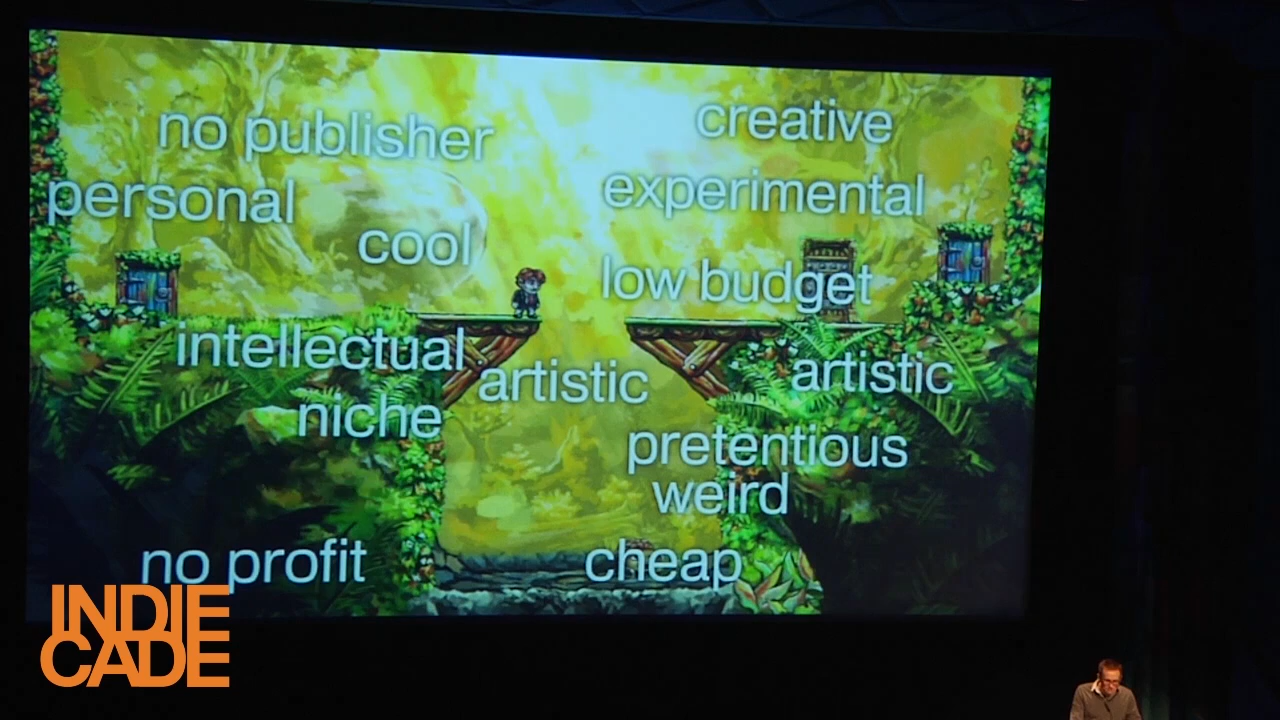 no publisher
creative
personal
experimental
cool
low budget
intellectual
artistic
artistic
niche
pretentious
weird
no profit
cheap
INDIE
CADE